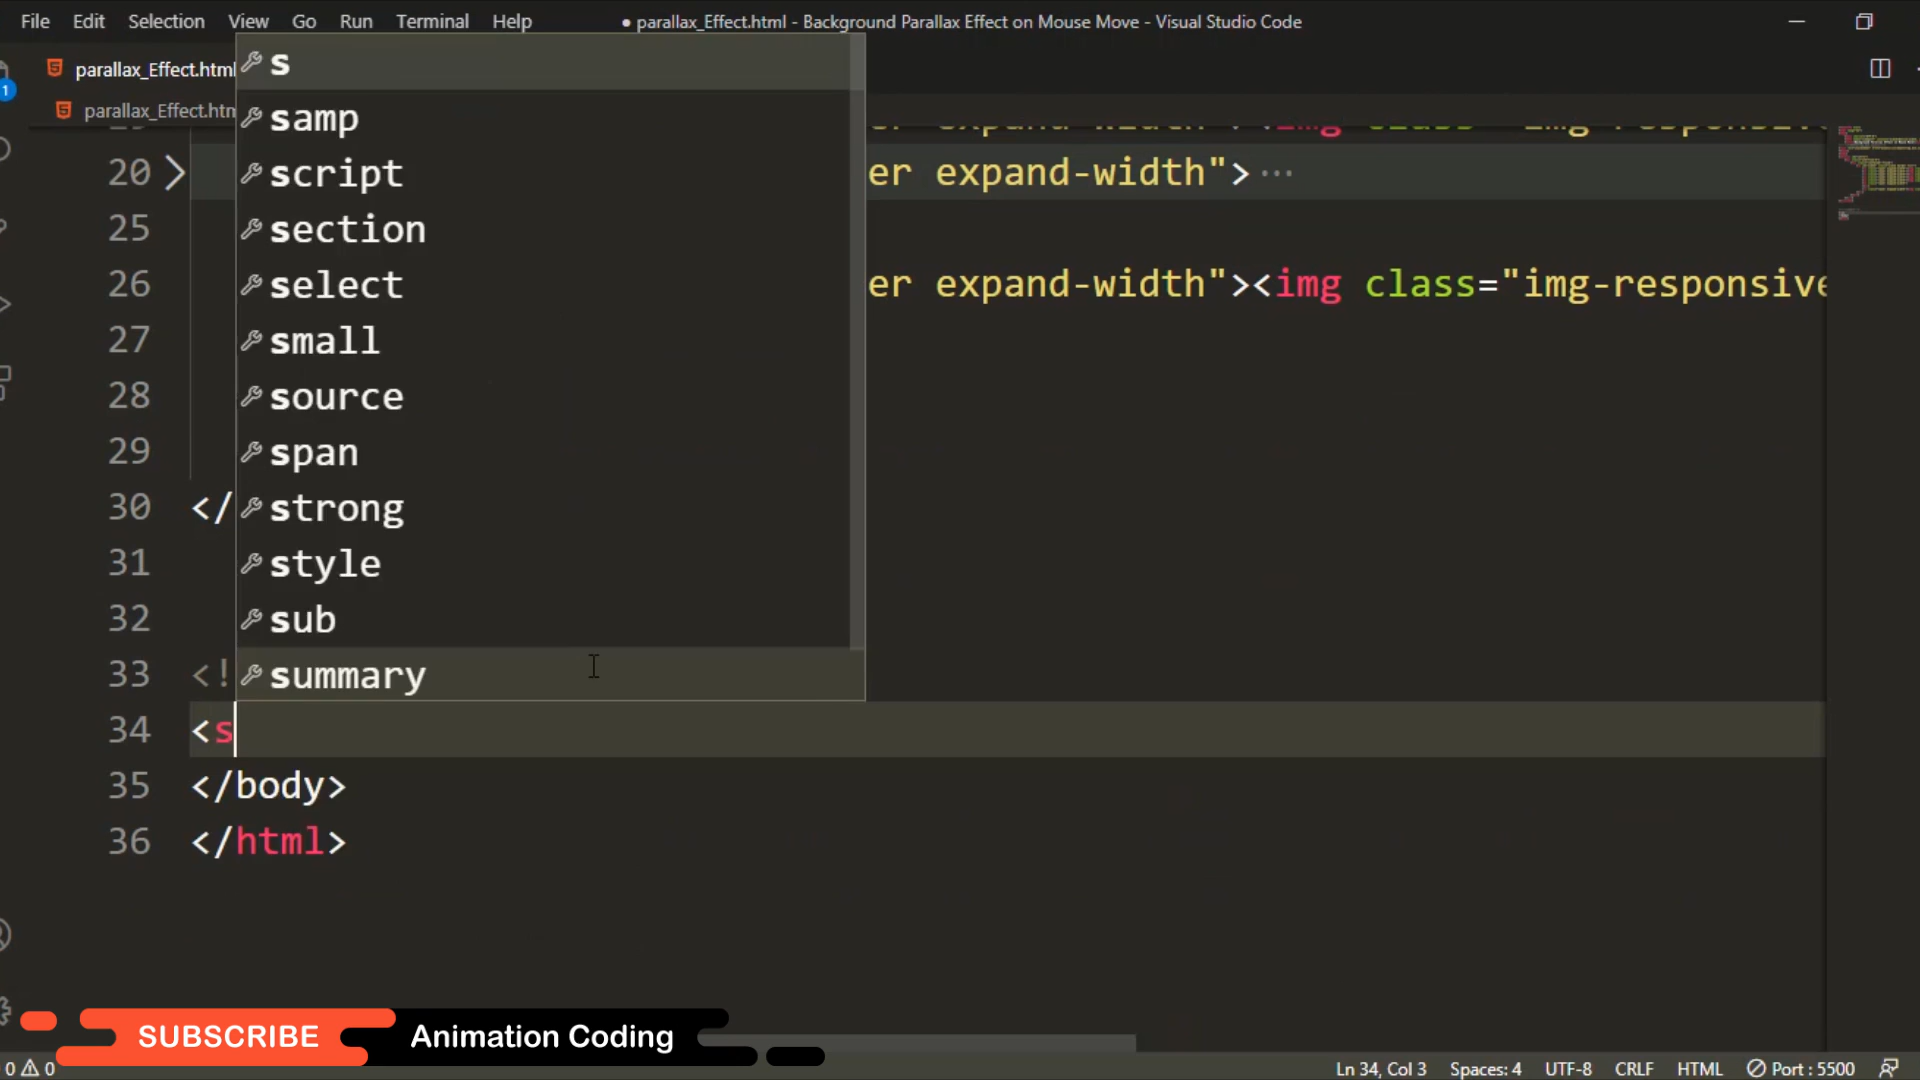 File Edit Selection View Go Run Terminal Help ● parallax_Effect.html - Background Parallax Effect on Mouse Move - Visual Studio Code
parallax_Effect.html
1
parallax_Effect.htm
s
samp
script
section
select
small
source
span
strong
style
sub
summary
20 er expand-width">···
25
26 er expand-width"><img class="img-responsive
27
28
29
30 </
31
32
33 <!
34 <s
35 </body>
36 </html>
SUBSCRIBE Animation Coding
0 0 Ln 34, Col 3 Spaces: 4 UTF-8 CRLF HTML Port : 5500